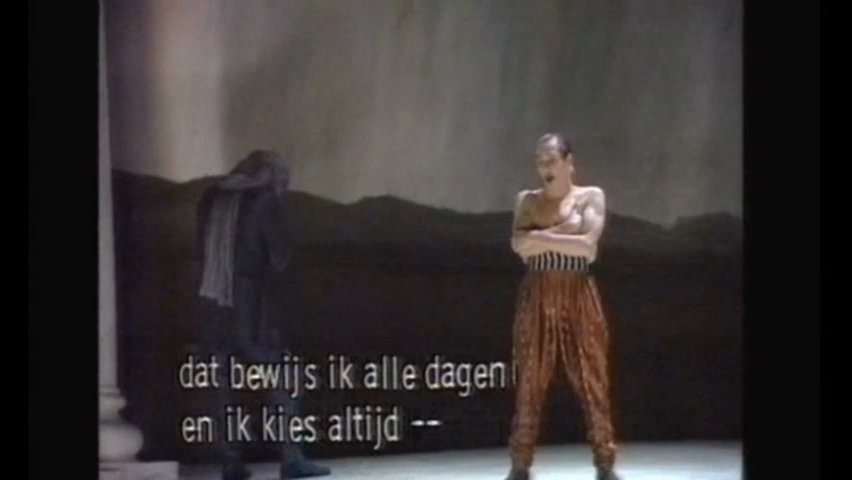 dat bewijs ik alle dagen
en ik kies altijd --